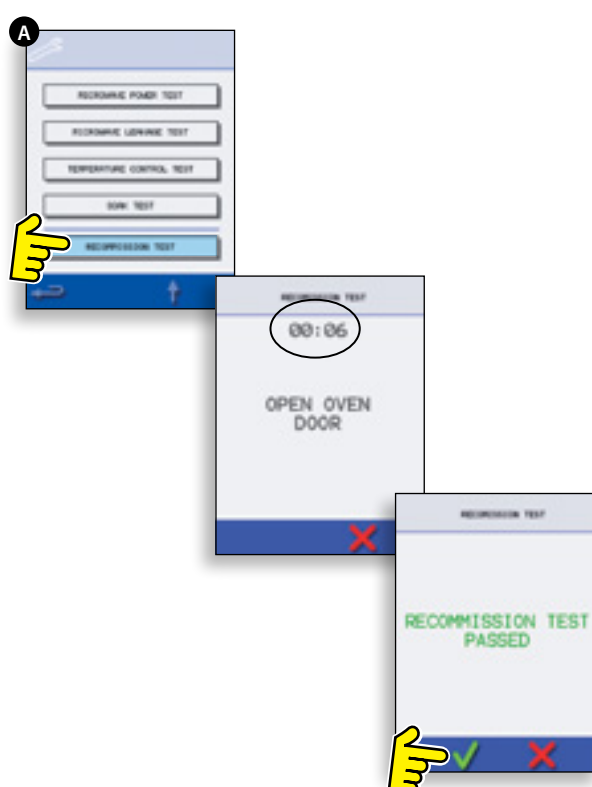 A
MICROWAVE POWER TEST
MICROWAVE LEAKAGE TEST
TEMPERATURE CONTROL TEST
SOAK TEST
RECOMMISSION TEST
RECOMMISSION TEST
00:06
OPEN OVEN
DOOR
RECOMMISSION TEST
RECOMMISSION TEST
PASSED